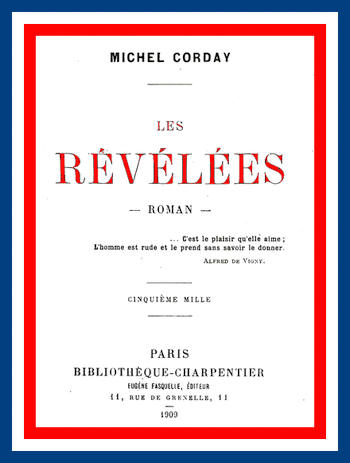 MICHEL CORDAY
LES
RÉVÉLÉES
— ROMAN —
... C'est le plaisir qu'elle aime ;
L'homme est rude et le prend sans savoir le donner.
ALFRED DE VIGNY.
CINQUIÈME MILLE
PARIS
BIBLIOTHÈQUE-CHARPENTIER
EUGÈNE FASQUELLE, ÉDITEUR
11, RUE DE GRENELLE, 11
1909